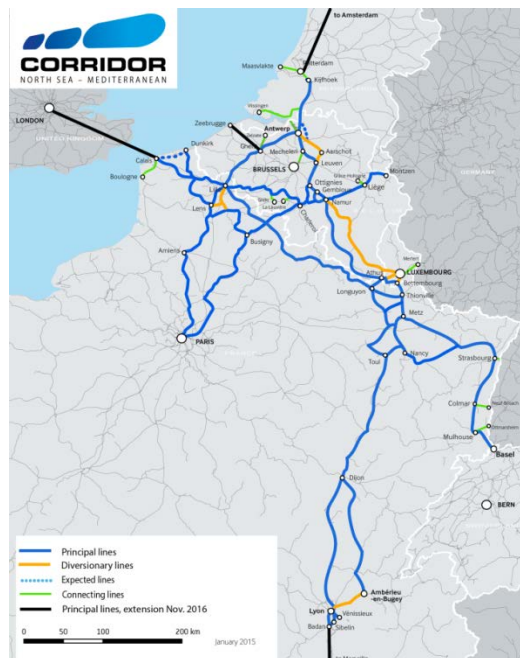 to Amsterdam
CORRIDOR
NORTH SEA – MEDITERRANEAN
Maasvlakte
Rotterdam
Kijfhoek
LONDON
Vlissingen
Zeebrugge
Antwerp
Dunkirk
Mechelen
Aarschot
Calais
Leuven
BRUSSELS
Boulogne
Ottignies
Montzen
Gembloux
Liège
Lille
Namur
Lens
Charleroi
Amiens
Busigny
LUXEMBOURG
Athus
Bettembourg
Longuyon
Thionville
Metz
PARIS
Toul
Nancy
Strasbourg
Colmar
Mulhouse
Basel
Dijon
BERN
Principal lines
Diversionary lines
Expected lines
Connecting lines
Principal lines, extension Nov. 2016
Ambérieu
-en-Bugey
Lyon
Vénissieux
Badan
Sibelin
0 50 100 200 km
January 2015